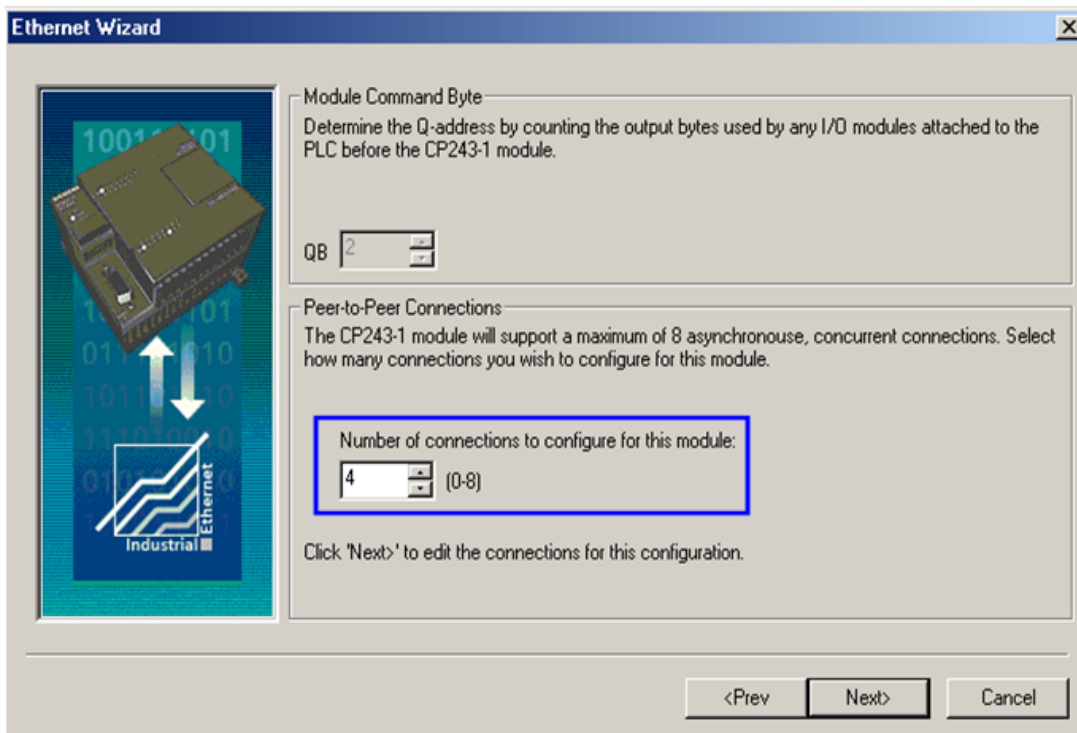 Ethernet Wizard
Module Command Byte
Determine the Q-address by counting the output bytes used by any I/O modules attached to the
PLC before the CP243-1 module.
QB 2
Peer-to-Peer Connections
The CP243-1 module will support a maximum of 8 asynchronouse, concurrent connections. Select
how many connections you wish to configure for this module.
Number of connections to configure for this module:
4 (0-8)
Click 'Next>' to edit the connections for this configuration.
Industrial
Ethernet
<Prev
Next>
Cancel